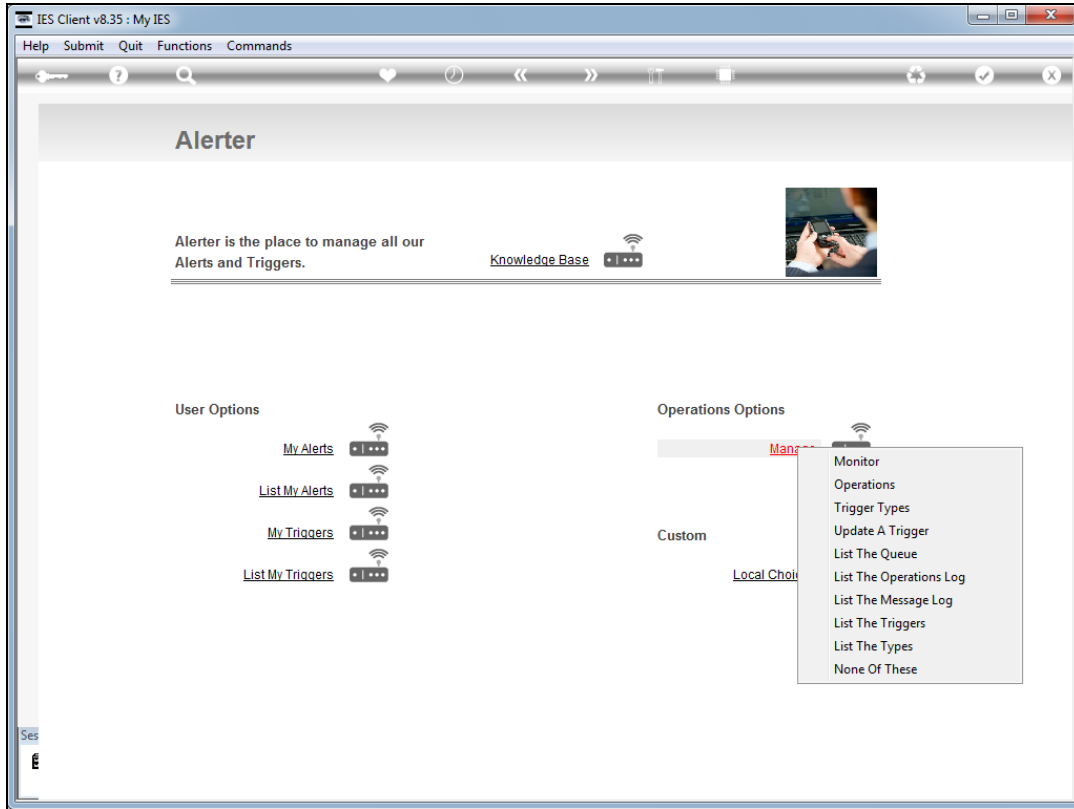 IES Client v8.35 : My IES
Help Submit Quit Functions Commands
Alerter
Alerter is the place to manage all our
Alerts and Triggers.
Knowledge Base
User Options
My Alerts
List My Alerts
My Triggers
List My Triggers
Operations Options
Monitor
Operations
Trigger Types
Update A Trigger
List The Queue
List The Operations Log
List The Message Log
List The Triggers
List The Types
None Of These
Custom
Local